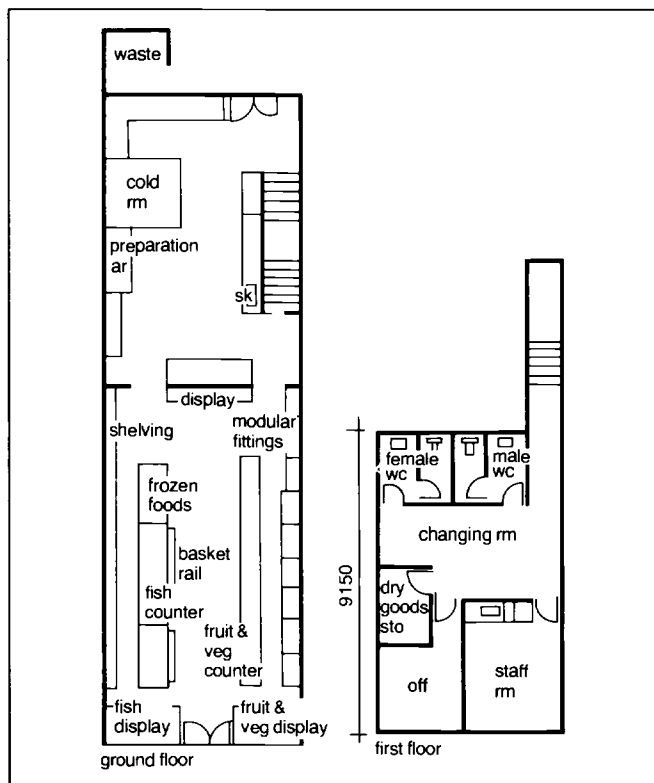 waste
cold
rm
preparation
ar
sk
display
shelving
modular
fittings
frozen
foods
basket
rail
fish
counter
fruit &
veg
counter
fish
display
fruit &
veg display
ground floor
female
wc
male
wc
changing rm
9150
dry
goods
sto
off
staff
rm
first floor